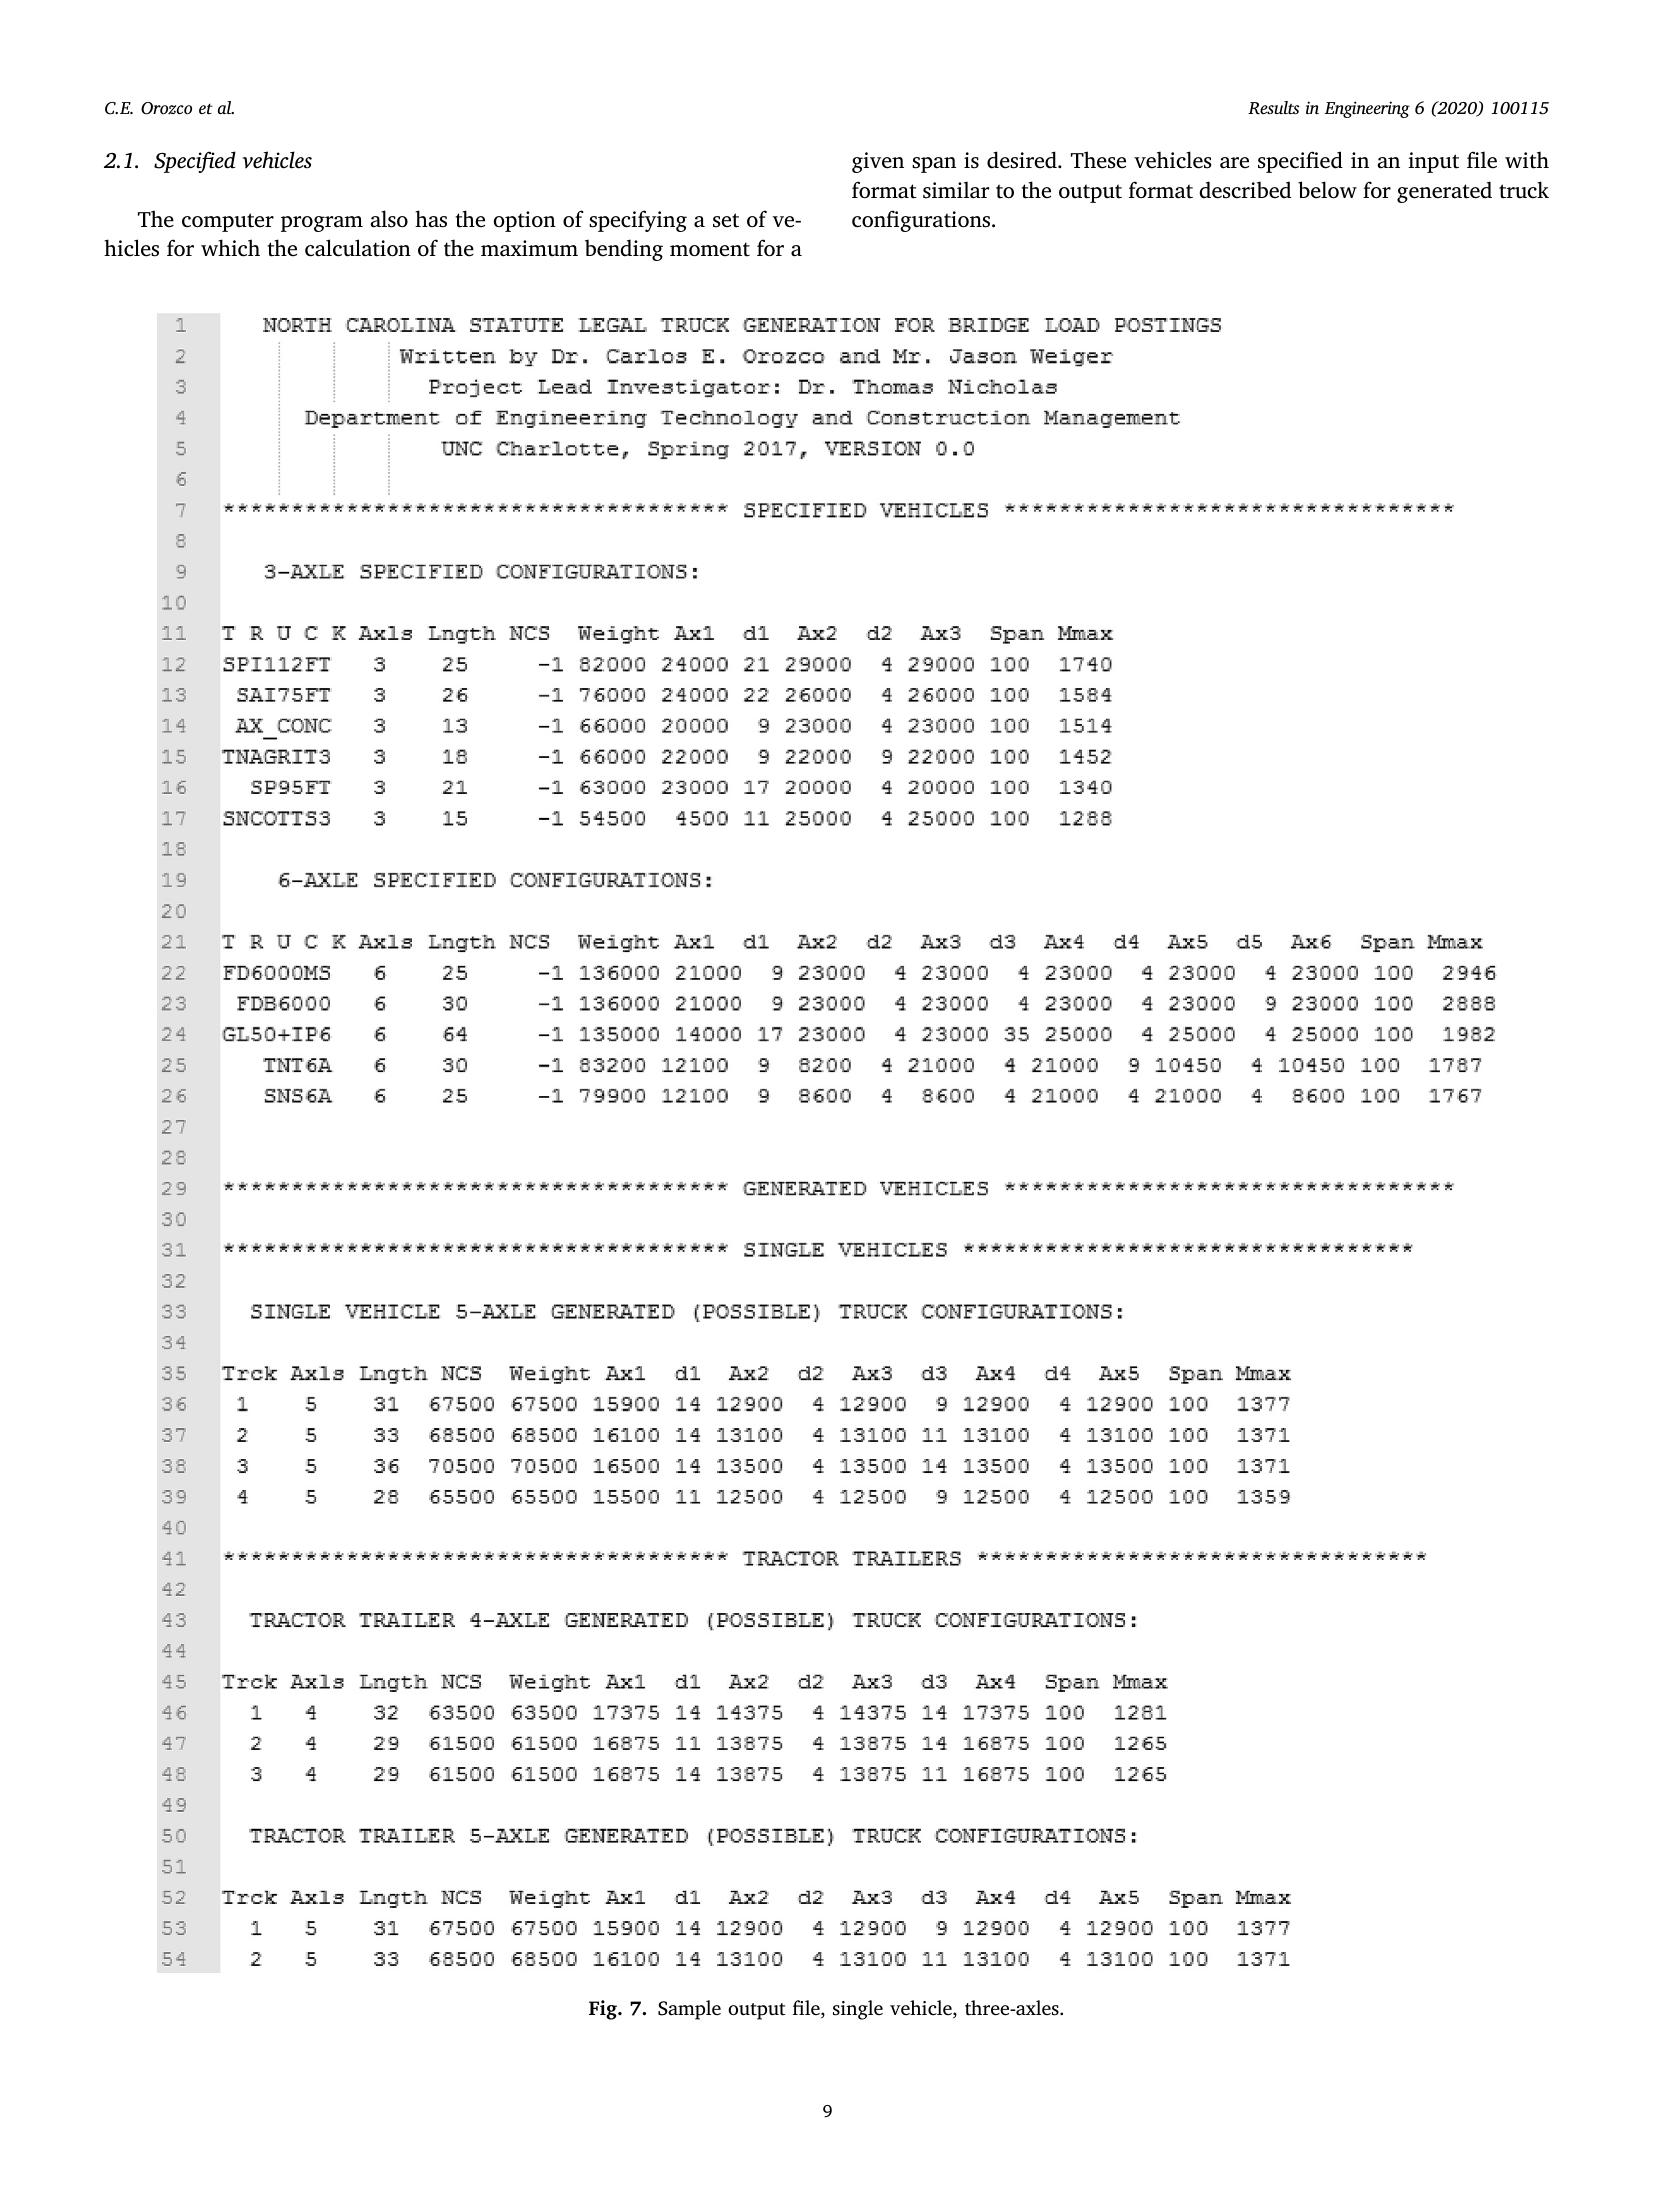 C.E. Orozco et al.
Results in Engineering 6 (2020) 100115
2.1. Specified vehicles
The computer program also has the option of specifying a set of ve-
hicles for which the calculation of the maximum bending moment for a
given span is desired. These vehicles are specified in an input file with
format similar to the output format described below for generated truck
configurations.
1 NORTH CAROLINA STATUTE LEGAL TRUCK GENERATION FOR BRIDGE LOAD POSTINGS
2 Written by Dr. Carlos E. Orozco and Mr. Jason Weiger
3 Project Lead Investigator: Dr. Thomas Nicholas
4 Department of Engineering Technology and Construction Management
5 UNC Charlotte, Spring 2017, VERSION 0.0
6
7 ************************************* SPECIFIED VEHICLES *********************************
8
9 3-AXLE SPECIFIED CONFIGURATIONS:
10
11 T R U C K Axls Lngth NCS Weight Ax1 d1 Ax2 d2 Ax3 Span Mmax
12 SPI112FT 3 25 -1 82000 24000 21 29000 4 29000 100 1740
13 SAI75FT 3 26 -1 76000 24000 22 26000 4 26000 100 1584
14 AX_CONC 3 13 -1 66000 20000 9 23000 4 23000 100 1514
15 TNAGRIT3 3 18 -1 66000 22000 9 22000 9 22000 100 1452
16 SP95FT 3 21 -1 63000 23000 17 20000 4 20000 100 1340
17 SNCOTTS3 3 15 -1 54500 4500 11 25000 4 25000 100 1288
18
19 6-AXLE SPECIFIED CONFIGURATIONS:
20
21 T R U C K Axls Lngth NCS Weight Ax1 d1 Ax2 d2 Ax3 d3 Ax4 d4 Ax5 d5 Ax6 Span Mmax
22 FD6000MS 6 25 -1 136000 21000 9 23000 4 23000 4 23000 4 23000 4 23000 100 2946
23 FDB6000 6 30 -1 136000 21000 9 23000 4 23000 4 23000 4 23000 9 23000 100 2888
24 GL50+IP6 6 64 -1 135000 14000 17 23000 4 23000 35 25000 4 25000 4 25000 100 1982
25 TNT6A 6 30 -1 83200 12100 9 8200 4 21000 4 21000 9 10450 4 10450 100 1787
26 SNS6A 6 25 -1 79900 12100 9 8600 4 8600 4 21000 4 21000 4 8600 100 1767
27
28
29 ************************************* GENERATED VEHICLES *********************************
30
31 ************************************* SINGLE VEHICLES *********************************
32
33 SINGLE VEHICLE 5-AXLE GENERATED (POSSIBLE) TRUCK CONFIGURATIONS:
34
35 Trck Axls Lngth NCS Weight Ax1 d1 Ax2 d2 Ax3 d3 Ax4 d4 Ax5 Span Mmax
36 1 5 31 67500 67500 15900 14 12900 4 12900 9 12900 4 12900 100 1377
37 2 5 33 68500 68500 16100 14 13100 4 13100 11 13100 4 13100 100 1371
38 3 5 36 70500 70500 16500 14 13500 4 13500 14 13500 4 13500 100 1371
39 4 5 28 65500 65500 15500 11 12500 4 12500 9 12500 4 12500 100 1359
40
41 ************************************* TRACTOR TRAILERS *********************************
42
43 TRACTOR TRAILER 4-AXLE GENERATED (POSSIBLE) TRUCK CONFIGURATIONS:
44
45 Trck Axls Lngth NCS Weight Ax1 d1 Ax2 d2 Ax3 d3 Ax4 Span Mmax
46 1 4 32 63500 63500 17375 14 14375 4 14375 14 17375 100 1281
47 2 4 29 61500 61500 16875 11 13875 4 13875 14 16875 100 1265
48 3 4 29 61500 61500 16875 14 13875 4 13875 11 16875 100 1265
49
50 TRACTOR TRAILER 5-AXLE GENERATED (POSSIBLE) TRUCK CONFIGURATIONS:
51
52 Trck Axls Lngth NCS Weight Ax1 d1 Ax2 d2 Ax3 d3 Ax4 d4 Ax5 Span Mmax
53 1 5 31 67500 67500 15900 14 12900 4 12900 9 12900 4 12900 100 1377
54 2 5 33 68500 68500 16100 14 13100 4 13100 11 13100 4 13100 100 1371
Fig. 7. Sample output file, single vehicle, three-axles.
9